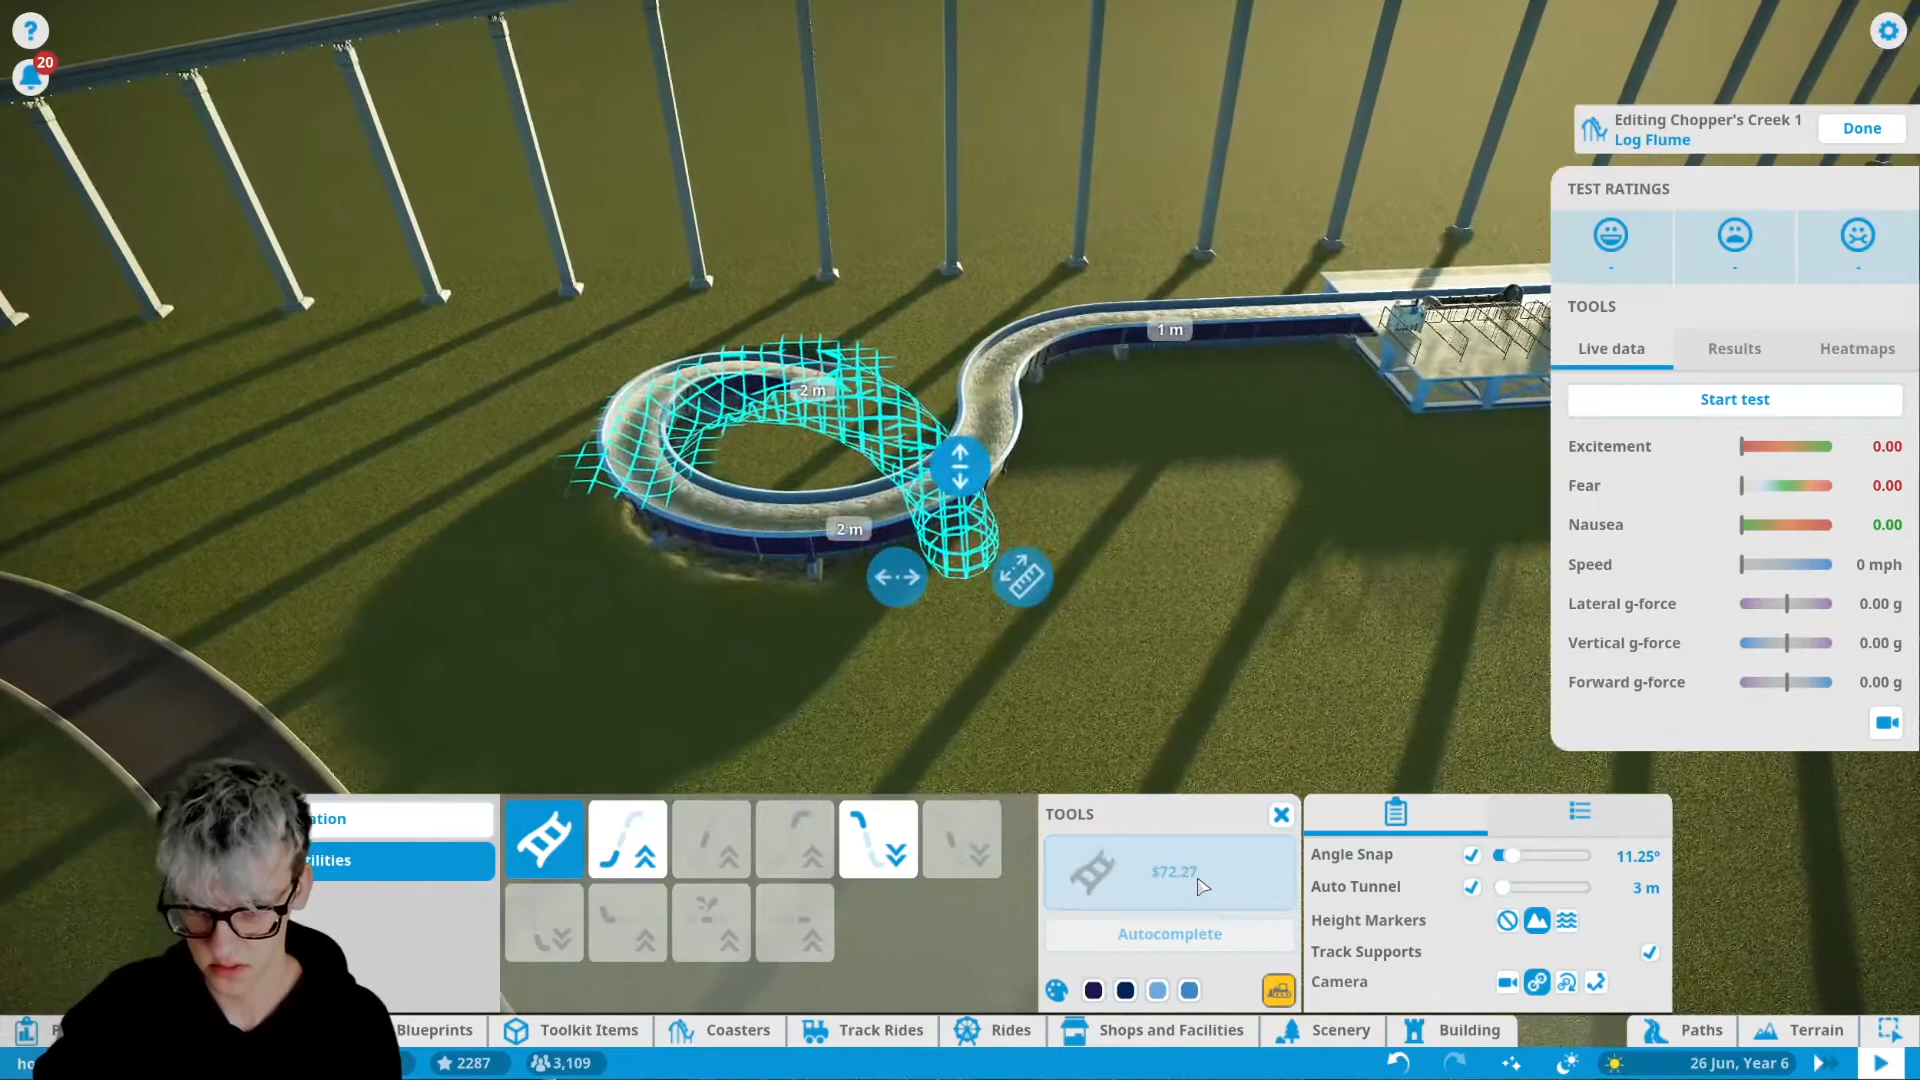 ?
20
Editing Chopper's Creek 1
Log Flume
Done
TEST RATINGS
- - -
TOOLS
Live data Results Heatmaps
Start test
Excitement 0.00
Fear 0.00
Nausea 0.00
Speed 0 mph
Lateral g-force 0.00 g
Vertical g-force 0.00 g
Forward g-force 0.00 g
1 m
2 m
2 m
ation
ilities
TOOLS
$72.27
Autocomplete
Angle Snap 11.25°
Auto Tunnel 3 m
Height Markers
Track Supports
Camera
P Blueprints Toolkit Items Coasters Track Rides Rides Shops and Facilities Scenery Building Paths Terrain
ho 2287 3,109 26 Jun, Year 6